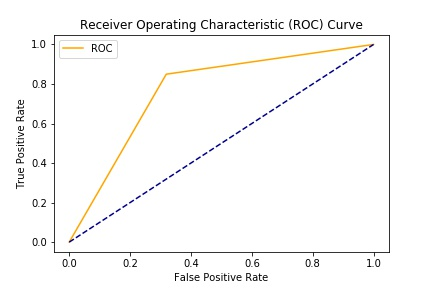 Receiver Operating Characteristic (ROC) Curve
ROC
1.0
0.8
0.6
0.4
0.2
0.0
True Positive Rate
0.0 0.2 0.4 0.6 0.8 1.0
False Positive Rate